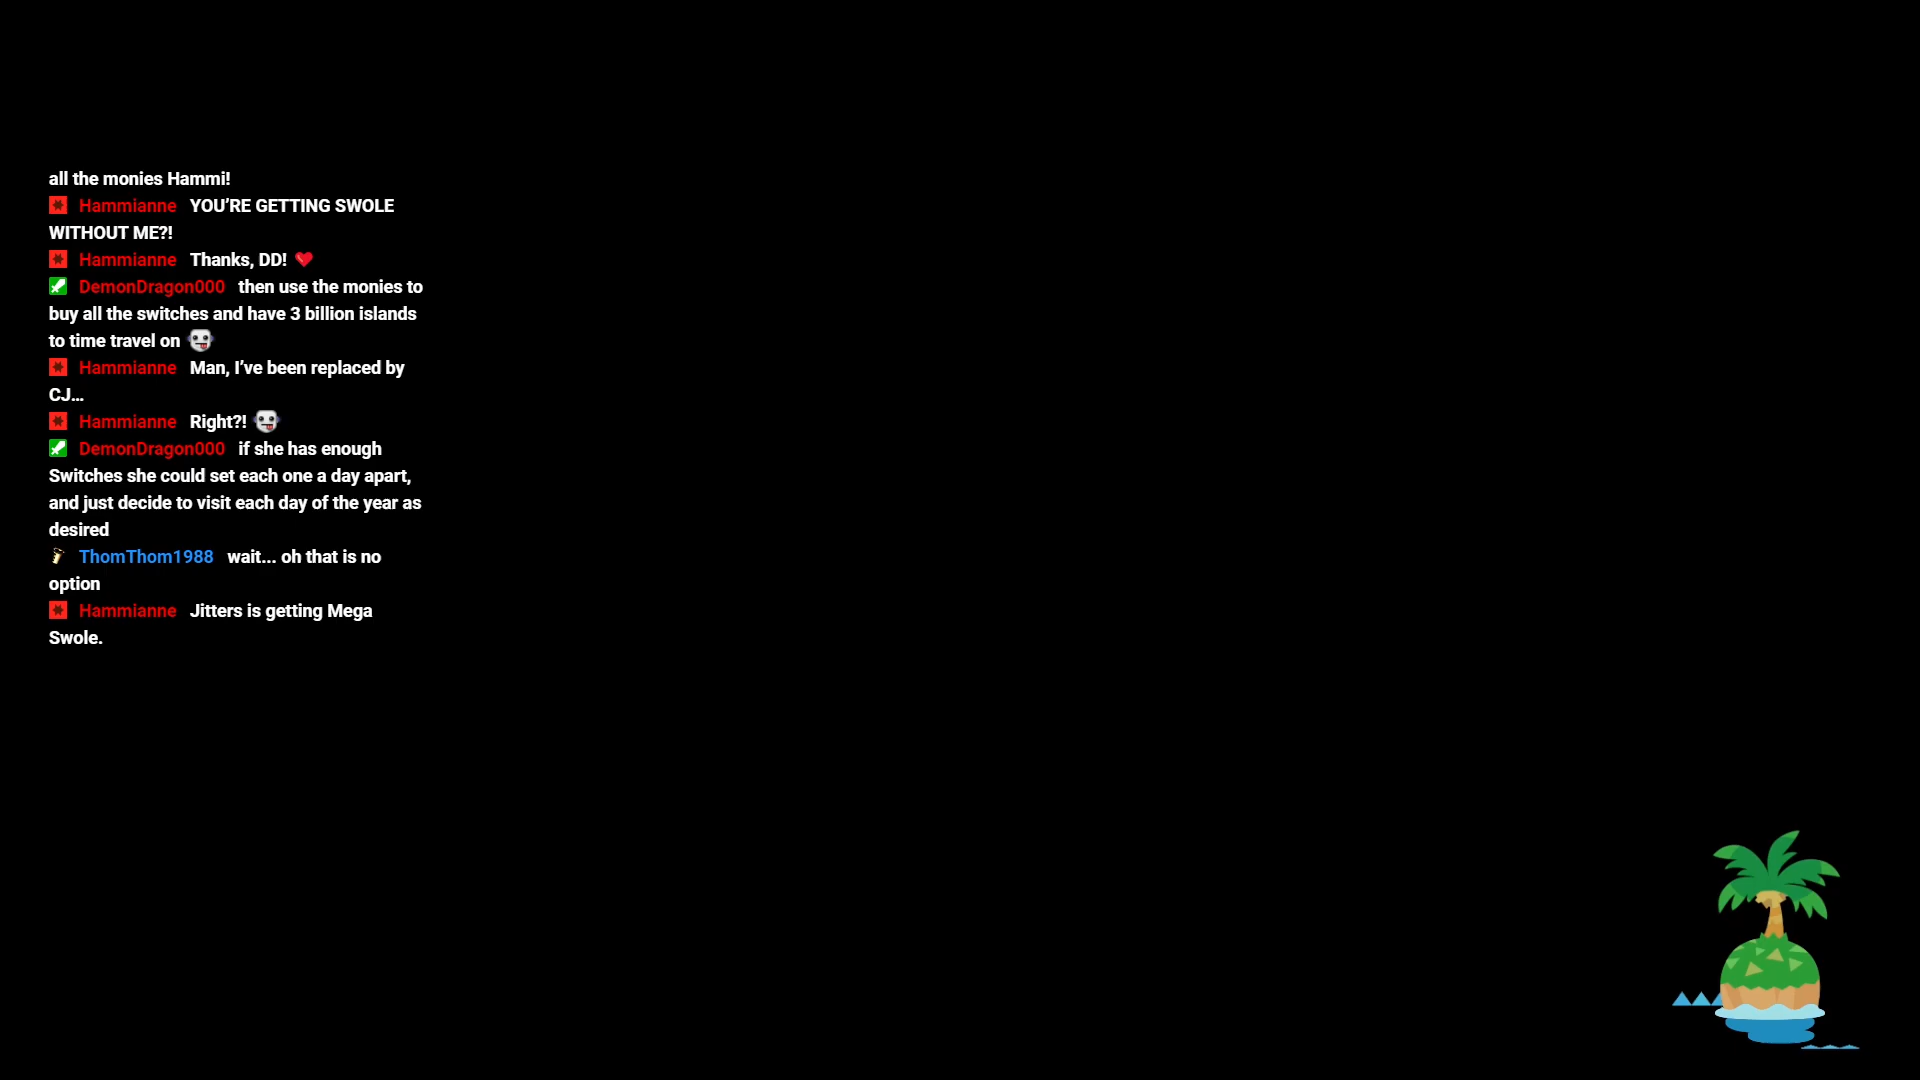 all the monies Hammi!
Hammianne YOU’RE GETTING SWOLE
WITHOUT ME?!
Hammianne Thanks, DD!
DemonDragon000 then use the monies to
buy all the switches and have 3 billion islands
to time travel on
Hammianne Man, I’ve been replaced by
CJ…
Hammianne Right?!
DemonDragon000 if she has enough
Switches she could set each one a day apart,
and just decide to visit each day of the year as
desired
ThomThom1988 wait... oh that is no
option
Hammianne Jitters is getting Mega
Swole.